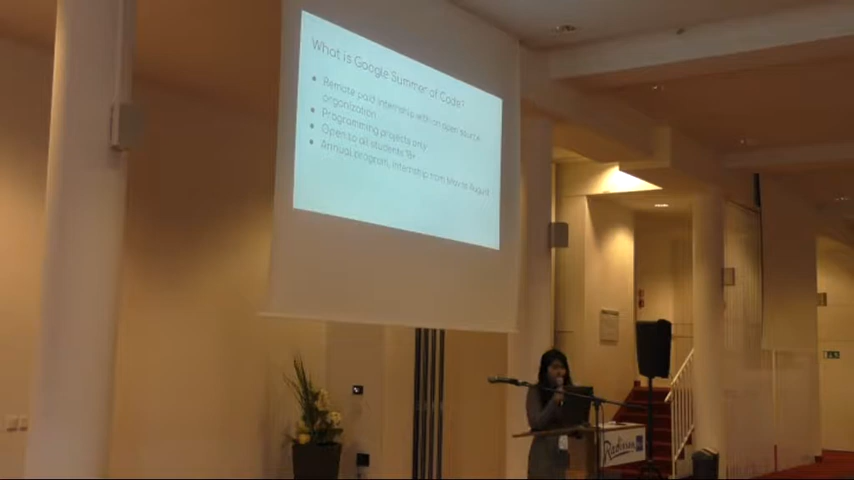 What is Google Summer of Code?
● Remote paid internship with an open source
organization
● Programming projects only
● Open to all students 18+
● Annual program, internship from May to August
Radisson